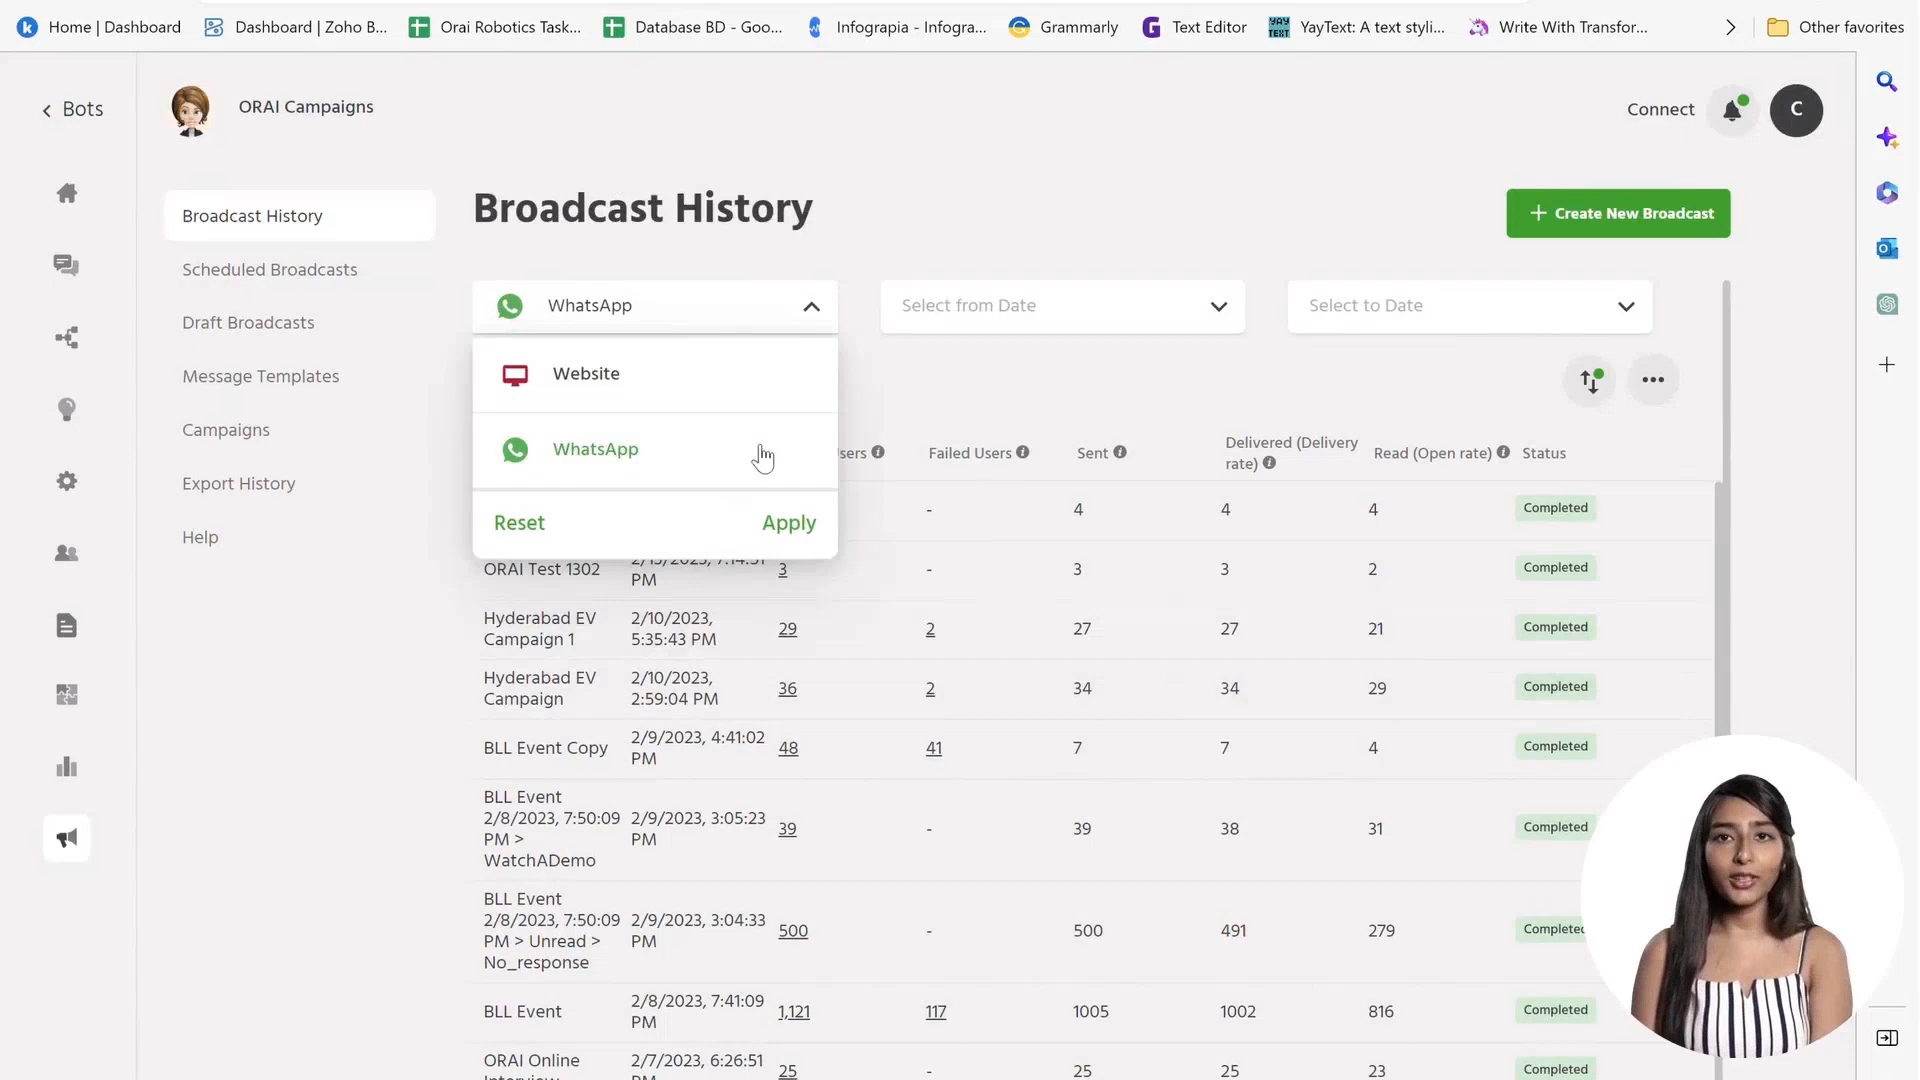 Home | Dashboard
Dashboard | Zoho B...
Orai Robotics Task...
Database BD - Goo...
Infograpia - Infogra...
Grammarly
Text Editor
YAY TEXT
YayText: A text styli...
Write With Transfor...
Other favorites
Bots
ORAI Campaigns
Connect
C
Broadcast History
Scheduled Broadcasts
Draft Broadcasts
Message Templates
Campaigns
Export History
Help
Broadcast History
+ Create New Broadcast
WhatsApp
Select from Date
Select to Date
Website
WhatsApp
Reset
Apply
Failed Users
Sent
Delivered (Delivery
rate)
Read (Open rate)
Status
- 4 4 4 Completed
ORAI Test 1302
PM
3 - 3 3 2 Completed
Hyderabad EV
Campaign 1
2/10/2023,
5:35:43 PM
29 2 27 27 21 Completed
Hyderabad EV
Campaign
2/10/2023,
2:59:04 PM
36 2 34 34 29 Completed
BLL Event Copy
2/9/2023, 4:41:02
PM
48 41 7 7 4 Completed
BLL Event
2/8/2023, 7:50:09
PM >
WatchADemo
2/9/2023, 3:05:23
PM
39 - 39 38 31 Completed
BLL Event
2/8/2023, 7:50:09
PM > Unread >
No_response
2/9/2023, 3:04:33
PM
500 - 500 491 279 Completed
BLL Event
2/8/2023, 7:41:09
PM
1,121 117 1005 1002 816 Completed
ORAI Online
2/7/2023, 6:26:51
25 - 25 25 23 Completed